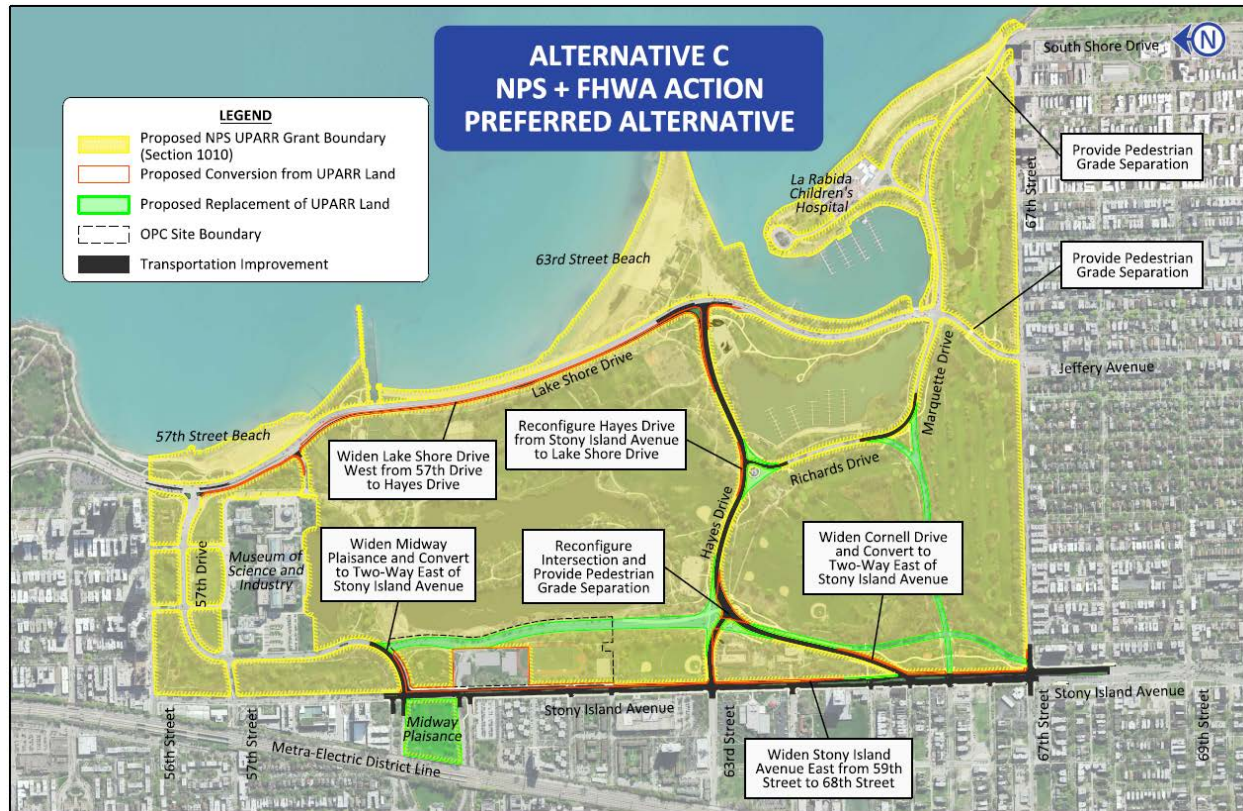 ALTERNATIVE C
NPS + FHWA ACTION
PREFERRED ALTERNATIVE
South Shore Drive
N
LEGEND
Proposed NPS UPARR Grant Boundary
(Section 1010)
Proposed Conversion from UPARR Land
Proposed Replacement of UPARR Land
OPC Site Boundary
Transportation Improvement
Provide Pedestrian
Grade Separation
La Rabida
Children's
Hospital
67th Street
63rd Street Beach
Provide Pedestrian
Grade Separation
Lake Shore Drive
Marquette Drive
Jeffery Avenue
57th Street Beach
Widen Lake Shore Drive
West from 57th Drive
to Hayes Drive
Reconfigure Hayes Drive
from Stony Island Avenue
to Lake Shore Drive
Richards Drive
Hayes Drive
57th Drive
Museum of
Science and
Industry
Widen Midway
Plaisance and Convert
to Two-Way East of
Stony Island Avenue
Reconfigure
Intersection and
Provide Pedestrian
Grade Separation
Widen Cornell Drive
and Convert to
Two-Way East of
Stony Island Avenue
56th Street
57th Street
Midway
Plaisance
Metra-Electric District Line
Stony Island Avenue
63rd Street
Widen Stony Island
Avenue East from 59th
Street to 68th Street
67th Street
Stony Island Avenue
69th Street